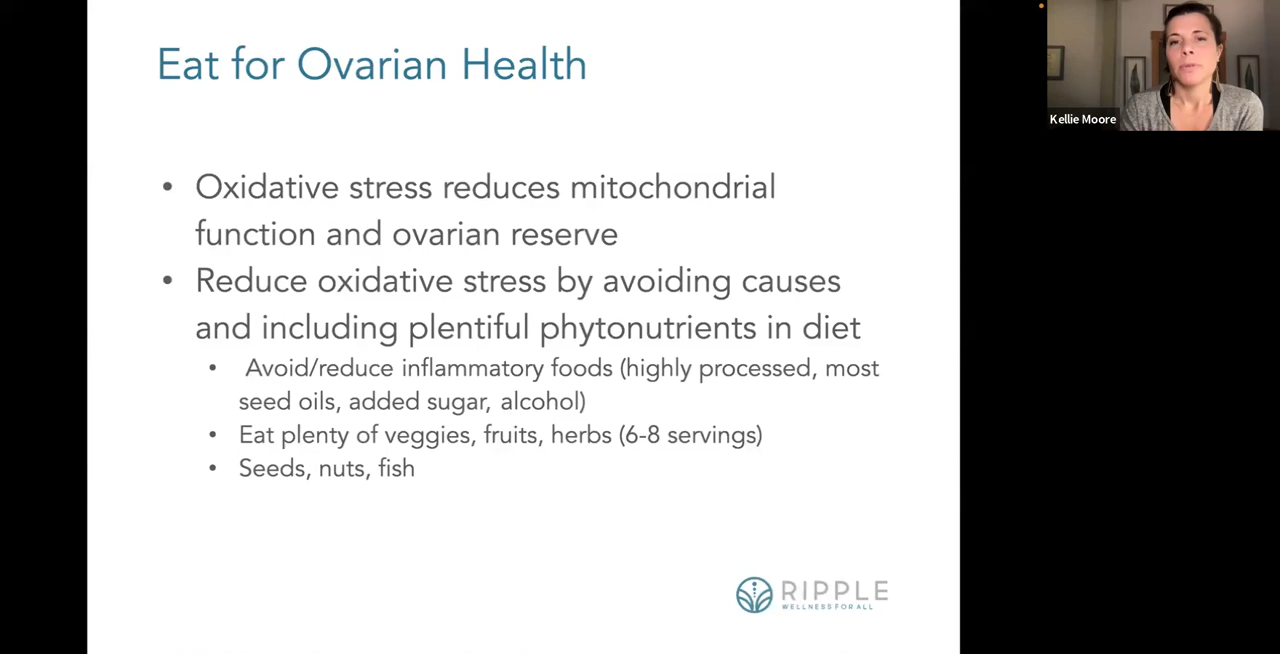 Eat for Ovarian Health
• Oxidative stress reduces mitochondrial
function and ovarian reserve
• Reduce oxidative stress by avoiding causes
and including plentiful phytonutrients in diet
• Avoid/reduce inflammatory foods (highly processed, most
seed oils, added sugar, alcohol)
• Eat plenty of veggies, fruits, herbs (6-8 servings)
• Seeds, nuts, fish
RIPPLE
WELLNESS FOR ALL
Kellie Moore